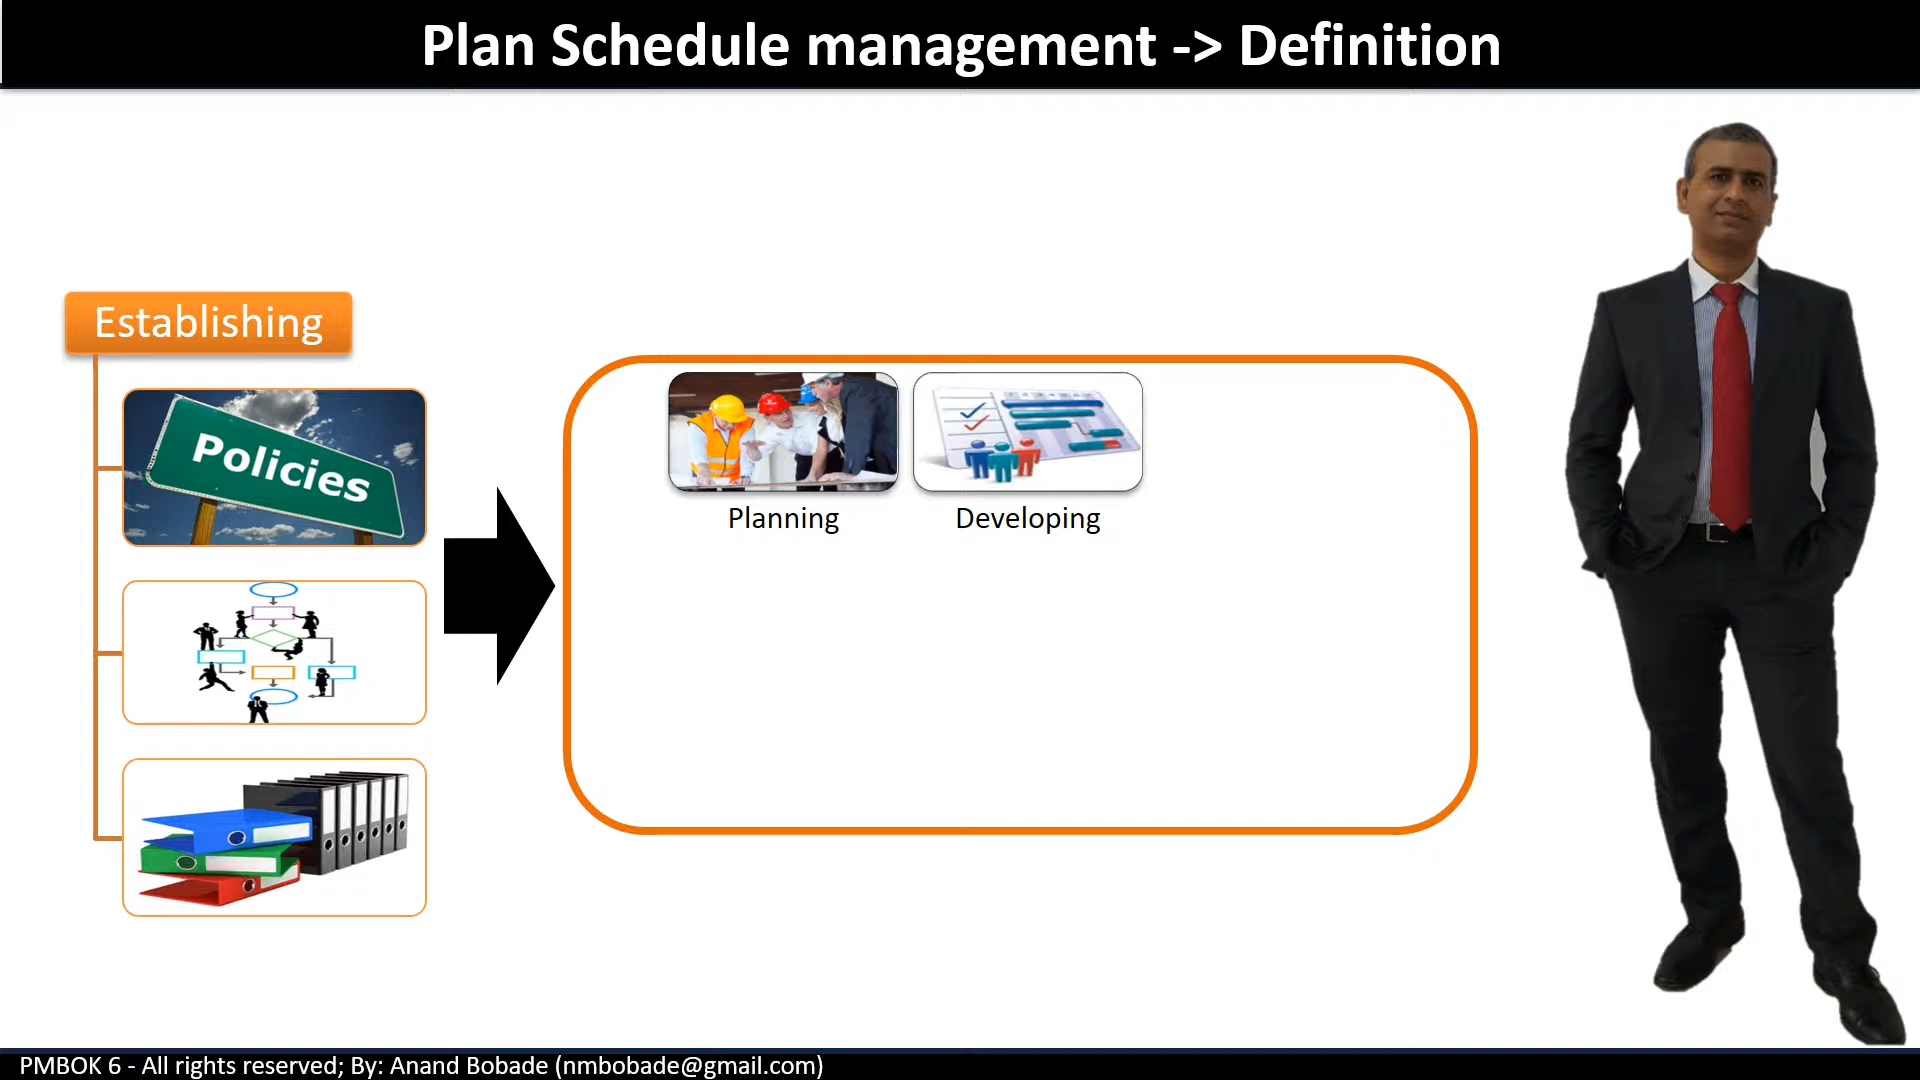 Plan Schedule management -> Definition
Establishing
Policies
Planning
Developing
PMBOK 6 - All rights reserved; By: Anand Bobade (nmbobade@gmail.com)